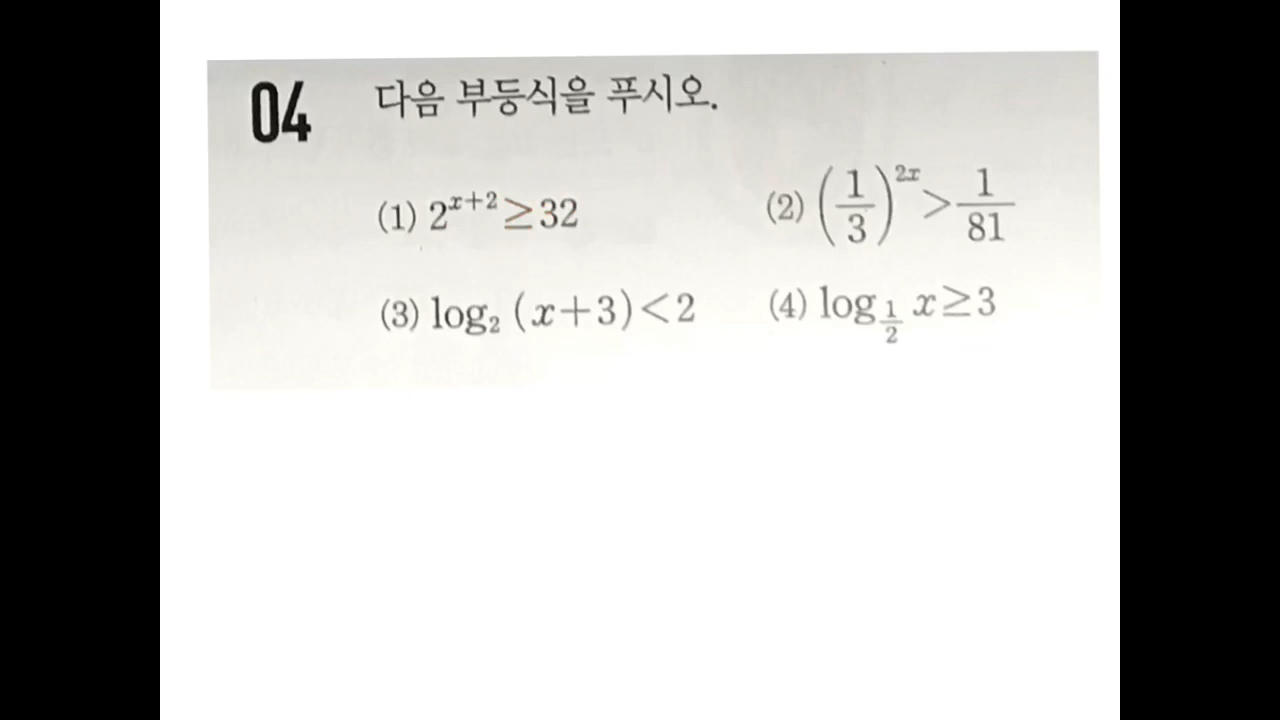 04 다음 부등식을 푸시오.
(1) 2^{x+2}≥32 (2) (1/3)^{2x}>1/81
(3) log₂ (x+3)<2 (4) log_{1/2} x≥3